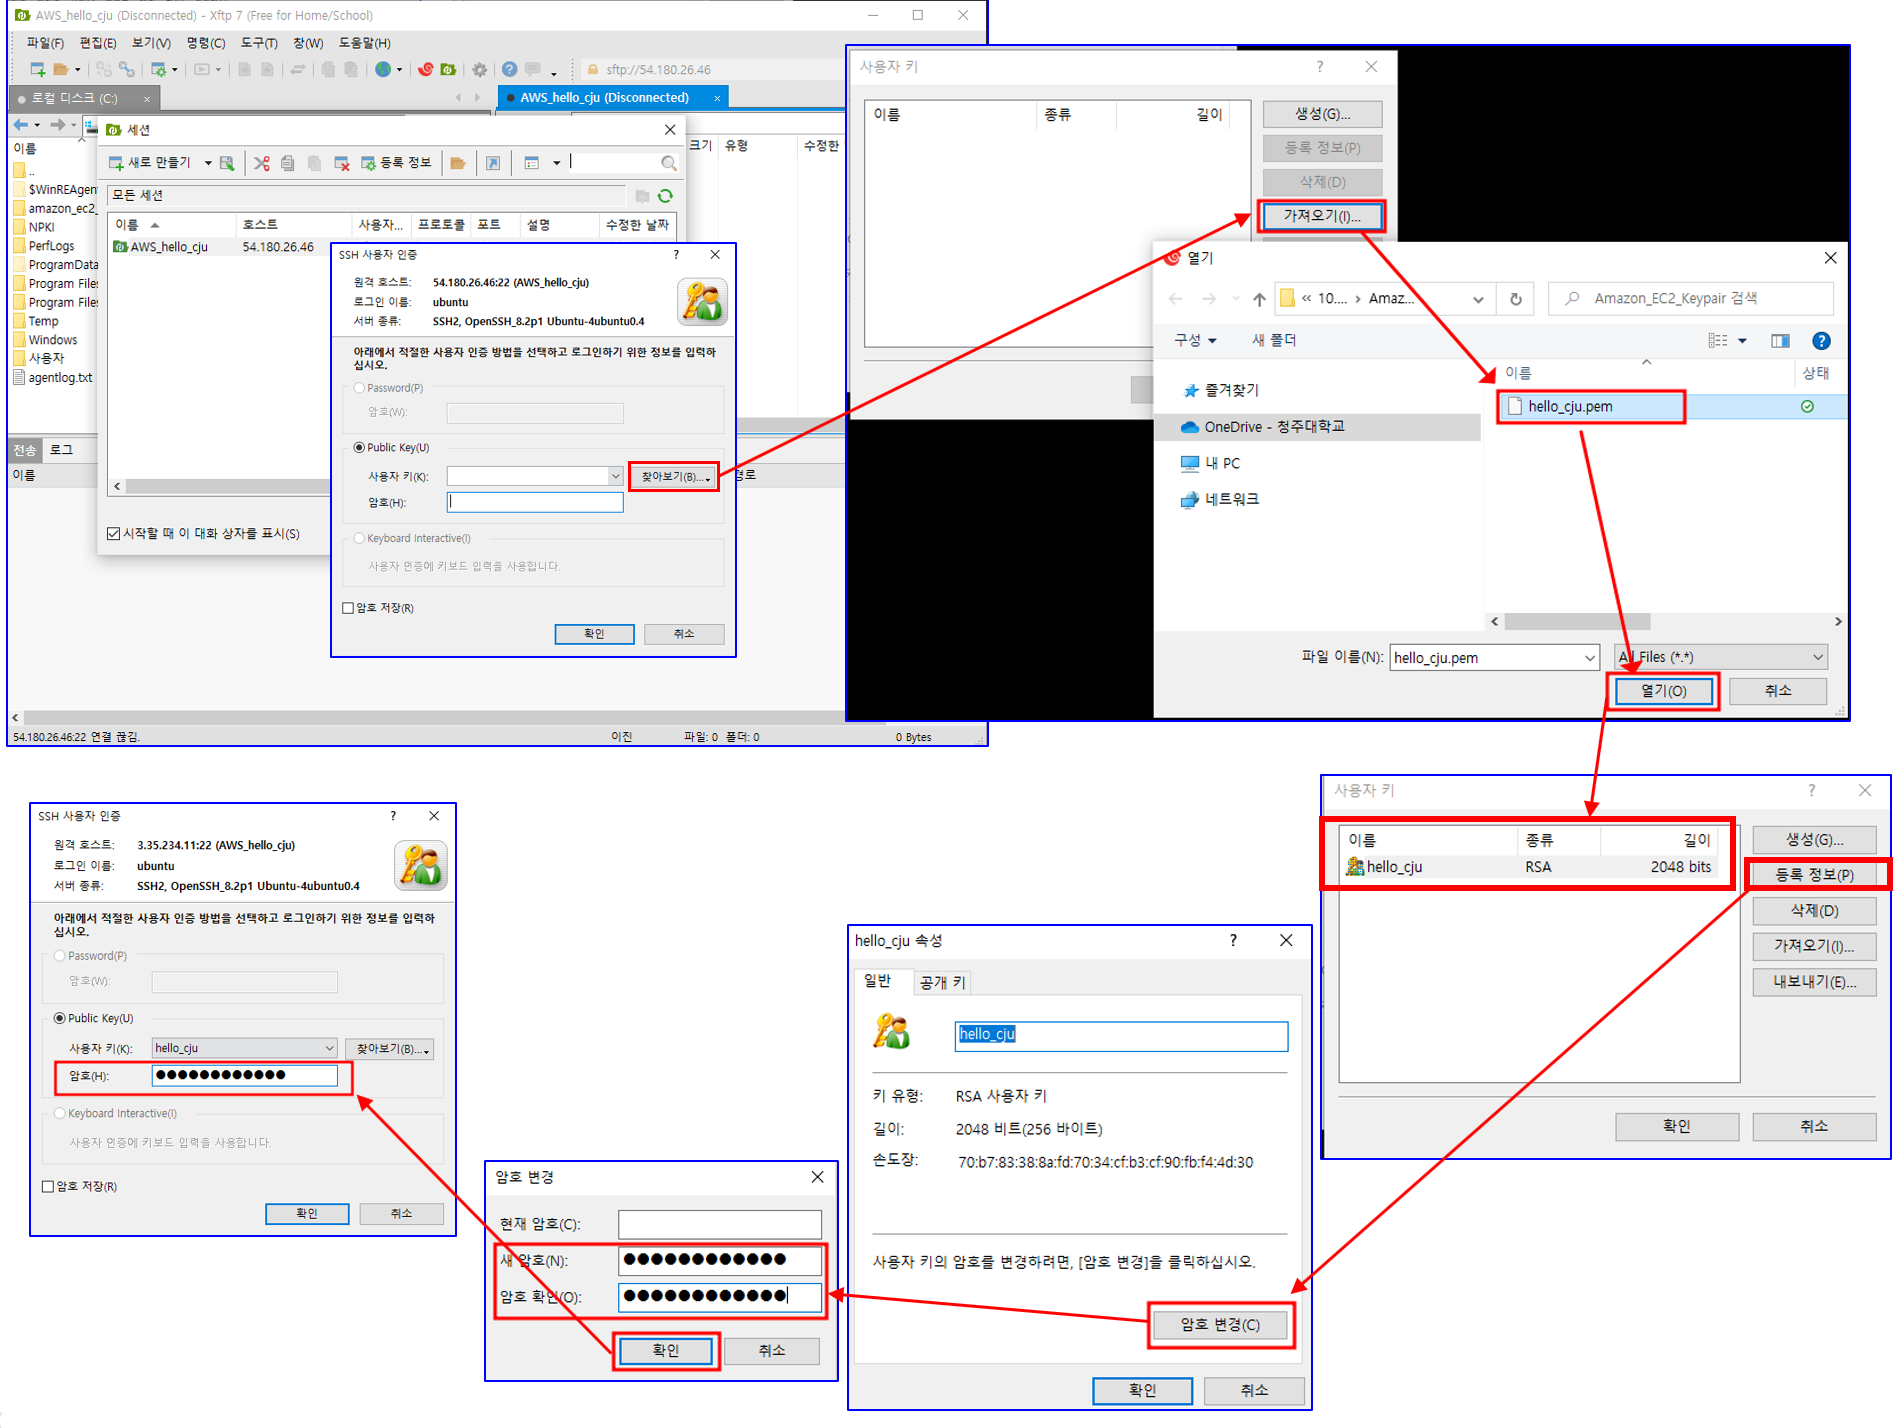 AWS_hello_cju (Disconnected) - Xftp 7 (Free for Home/School)
파일(F) 편집(E) 보기(V) 명령(C) 도구(T) 창(W) 도움말(H)
sftp://54.180.26.46
로컬 디스크 (C:)
AWS_hello_cju (Disconnected)
이름
크기 유형 수정한
..
$WinREAgen
amazon_ec2_
NPKI
PerfLogs
ProgramData
Program Files
Program Files
Temp
Windows
사용자
agentlog.txt
전송 로그
이름
경로
54.180.26.46:22 연결 끊김.
이진
파일: 0 폴더: 0
0 Bytes
세션
새로 만들기
등록 정보
모든 세션
이름 호스트 사용자... 프로토콜 포트 설명 수정한 날짜
AWS_hello_cju 54.180.26.46
시작할 때 이 대화 상자를 표시(S)
SSH 사용자 인증
원격 호스트: 54.180.26.46:22 (AWS_hello_cju)
로그인 이름: ubuntu
서버 종류: SSH2, OpenSSH_8.2p1 Ubuntu-4ubuntu0.4
아래에서 적절한 사용자 인증 방법을 선택하고 로그인하기 위한 정보를 입력하
십시오.
Password(P)
암호(W):
Public Key(U)
사용자 키(K): 찾아보기(B)...
암호(H):
Keyboard Interactive(I)
사용자 인증에 키보드 입력을 사용합니다.
암호 저장(R)
확인 취소
사용자 키
이름 종류 길이
생성(G)...
등록 정보(P)
삭제(D)
가져오기(I)...
열기
« 10.... › Amaz...
Amazon_EC2_Keypair 검색
구성 새 폴더
이름 상태
즐겨찾기
hello_cju.pem
OneDrive - 청주대학교
내 PC
네트워크
파일 이름(N): hello_cju.pem
All Files (*.*)
열기(O) 취소
사용자 키
이름 종류 길이
hello_cju RSA 2048 bits
생성(G)...
등록 정보(P)
삭제(D)
가져오기(I)...
내보내기(E)...
확인 취소
hello_cju 속성
일반 공개 키
hello_cju
키 유형: RSA 사용자 키
길이: 2048 비트(256 바이트)
손도장: 70:b7:83:38:8a:fd:70:34:cf:b3:cf:90:fb:f4:4d:30
사용자 키의 암호를 변경하려면, [암호 변경]을 클릭하십시오.
암호 변경(C)
확인 취소
암호 변경
현재 암호(C):
새 암호(N): ●●●●●●●●●●●●
암호 확인(O): ●●●●●●●●●●●●
확인 취소
SSH 사용자 인증
원격 호스트: 3.35.234.11:22 (AWS_hello_cju)
로그인 이름: ubuntu
서버 종류: SSH2, OpenSSH_8.2p1 Ubuntu-4ubuntu0.4
아래에서 적절한 사용자 인증 방법을 선택하고 로그인하기 위한 정보를 입력하
십시오.
Password(P)
암호(W):
Public Key(U)
사용자 키(K): hello_cju 찾아보기(B)...
암호(H): ●●●●●●●●●●●●
Keyboard Interactive(I)
사용자 인증에 키보드 입력을 사용합니다.
암호 저장(R)
확인 취소